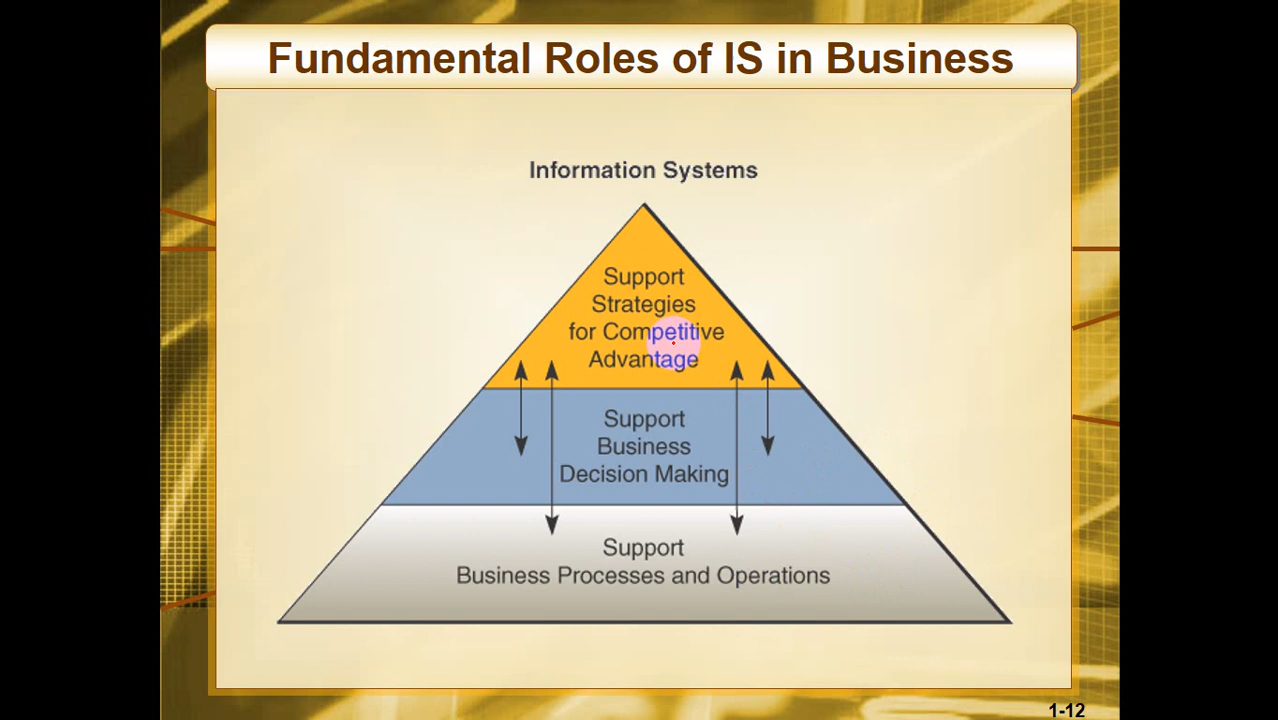 Fundamental Roles of IS in Business
Information Systems
Support
Strategies
for Competitive
Advantage
Support
Business
Decision Making
Support
Business Processes and Operations
1-12